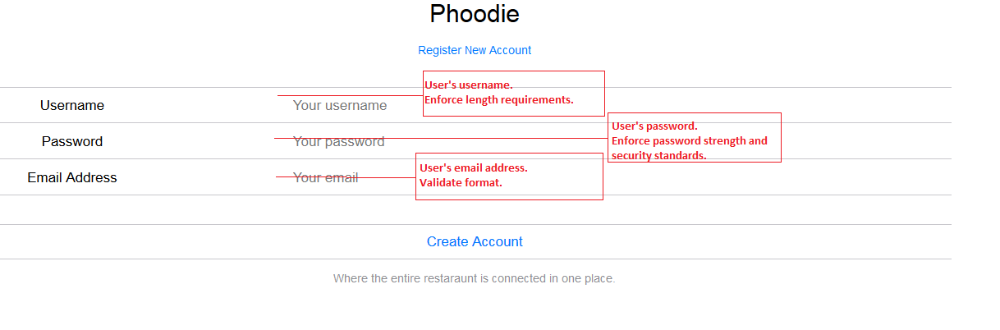 Phoodie
Register New Account
Username
Your username
User's username.
Enforce length requirements.
Password
Your password
User's password.
Enforce password strength and
security standards.
Email Address
Your email
User's email address.
Validate format.
Create Account
Where the entire restaraunt is connected in one place.